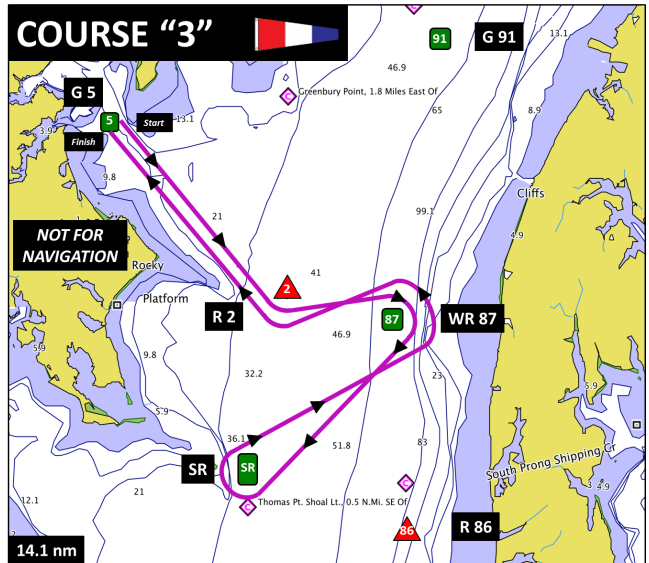 COURSE “3”
91
G 91
13.1
46.9
G 5
Greenbury Point, 1.8 Miles East Of
65
8.9
5
Start
13.1
3.9
Finish
9.8
Cliffs
21
99.1
4.9
NOT FOR
NAVIGATION
Rocky
41
2
Platform
R 2
87
WR 87
46.9
5.9
9.8
32.2
23
5.9
5.9
36.1
51.8
83
SR
SR
South Prong Shipping Cr
3
4.9
21
12.1
Thomas Pt. Shoal Lt., 0.5 N.Mi. SE Of
86
R 86
14.1 nm